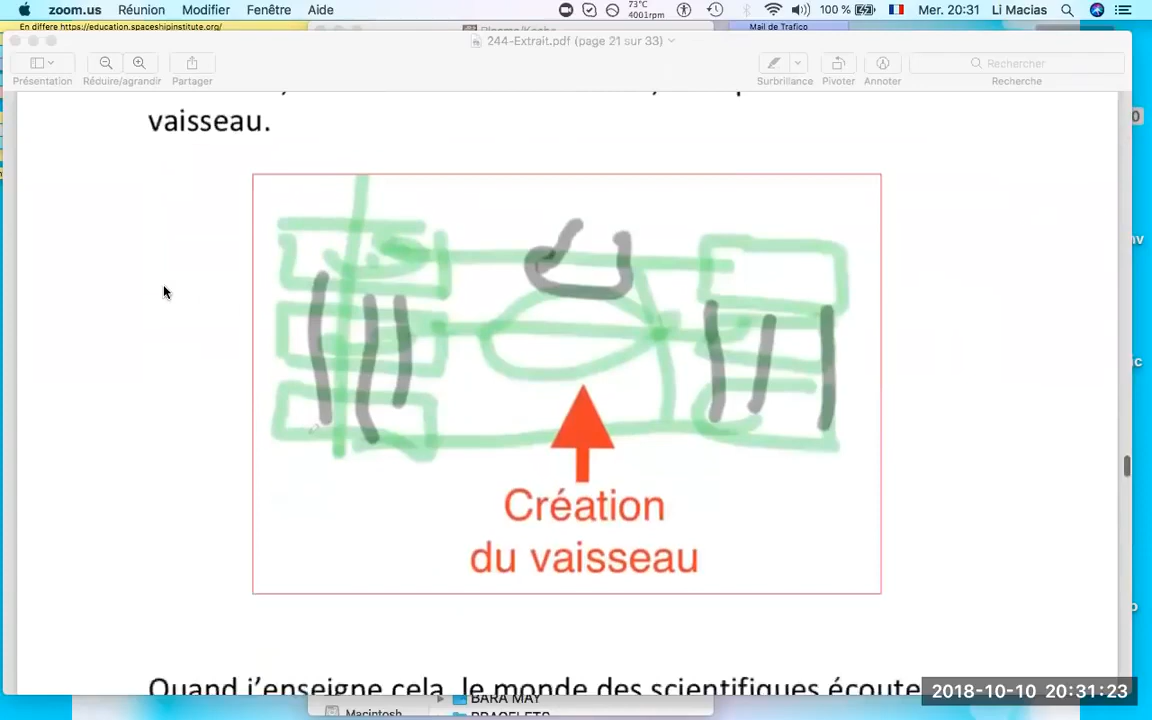 zoom.us Réunion Modifier Fenêtre Aide 73°C 4001rpm 100 % Mer. 20:31 Li Macias
En differe https://education.spaceshipinstitute.org/
Mail de Trafico
244-Extrait.pdf (page 21 sur 33)
Rechercher
Présentation Réduire/agrandir Partager Surbrillance Pivoter Annoter Recherche
vaisseau.
Création
du vaisseau
Quand j'enseigne cela, le monde des scientifiques écoute
BARA MAY
Macintosh
BRACELETS
2018-10-10 20:31:23